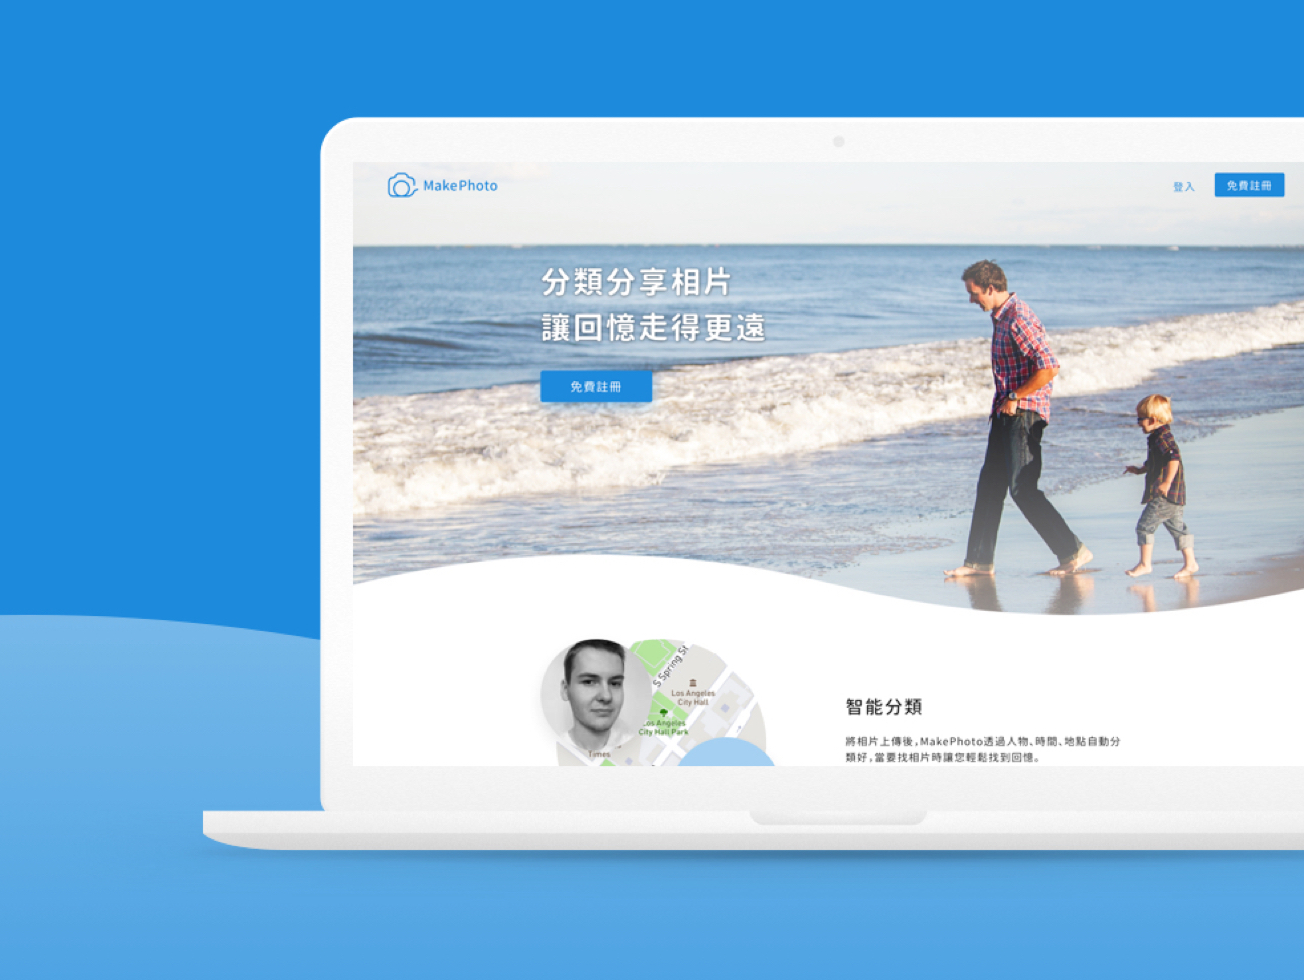 MakePhoto
登入
免費註冊
分類分享相片
讓回憶走得更遠
免費註冊
S Spring St
Los Angeles
City Hall
Los Angeles
City Hall Park
Times
智能分類
將相片上傳後，MakePhoto透過人物、時間、地點自動分
類好，當要找相片時讓您輕鬆找到回憶。